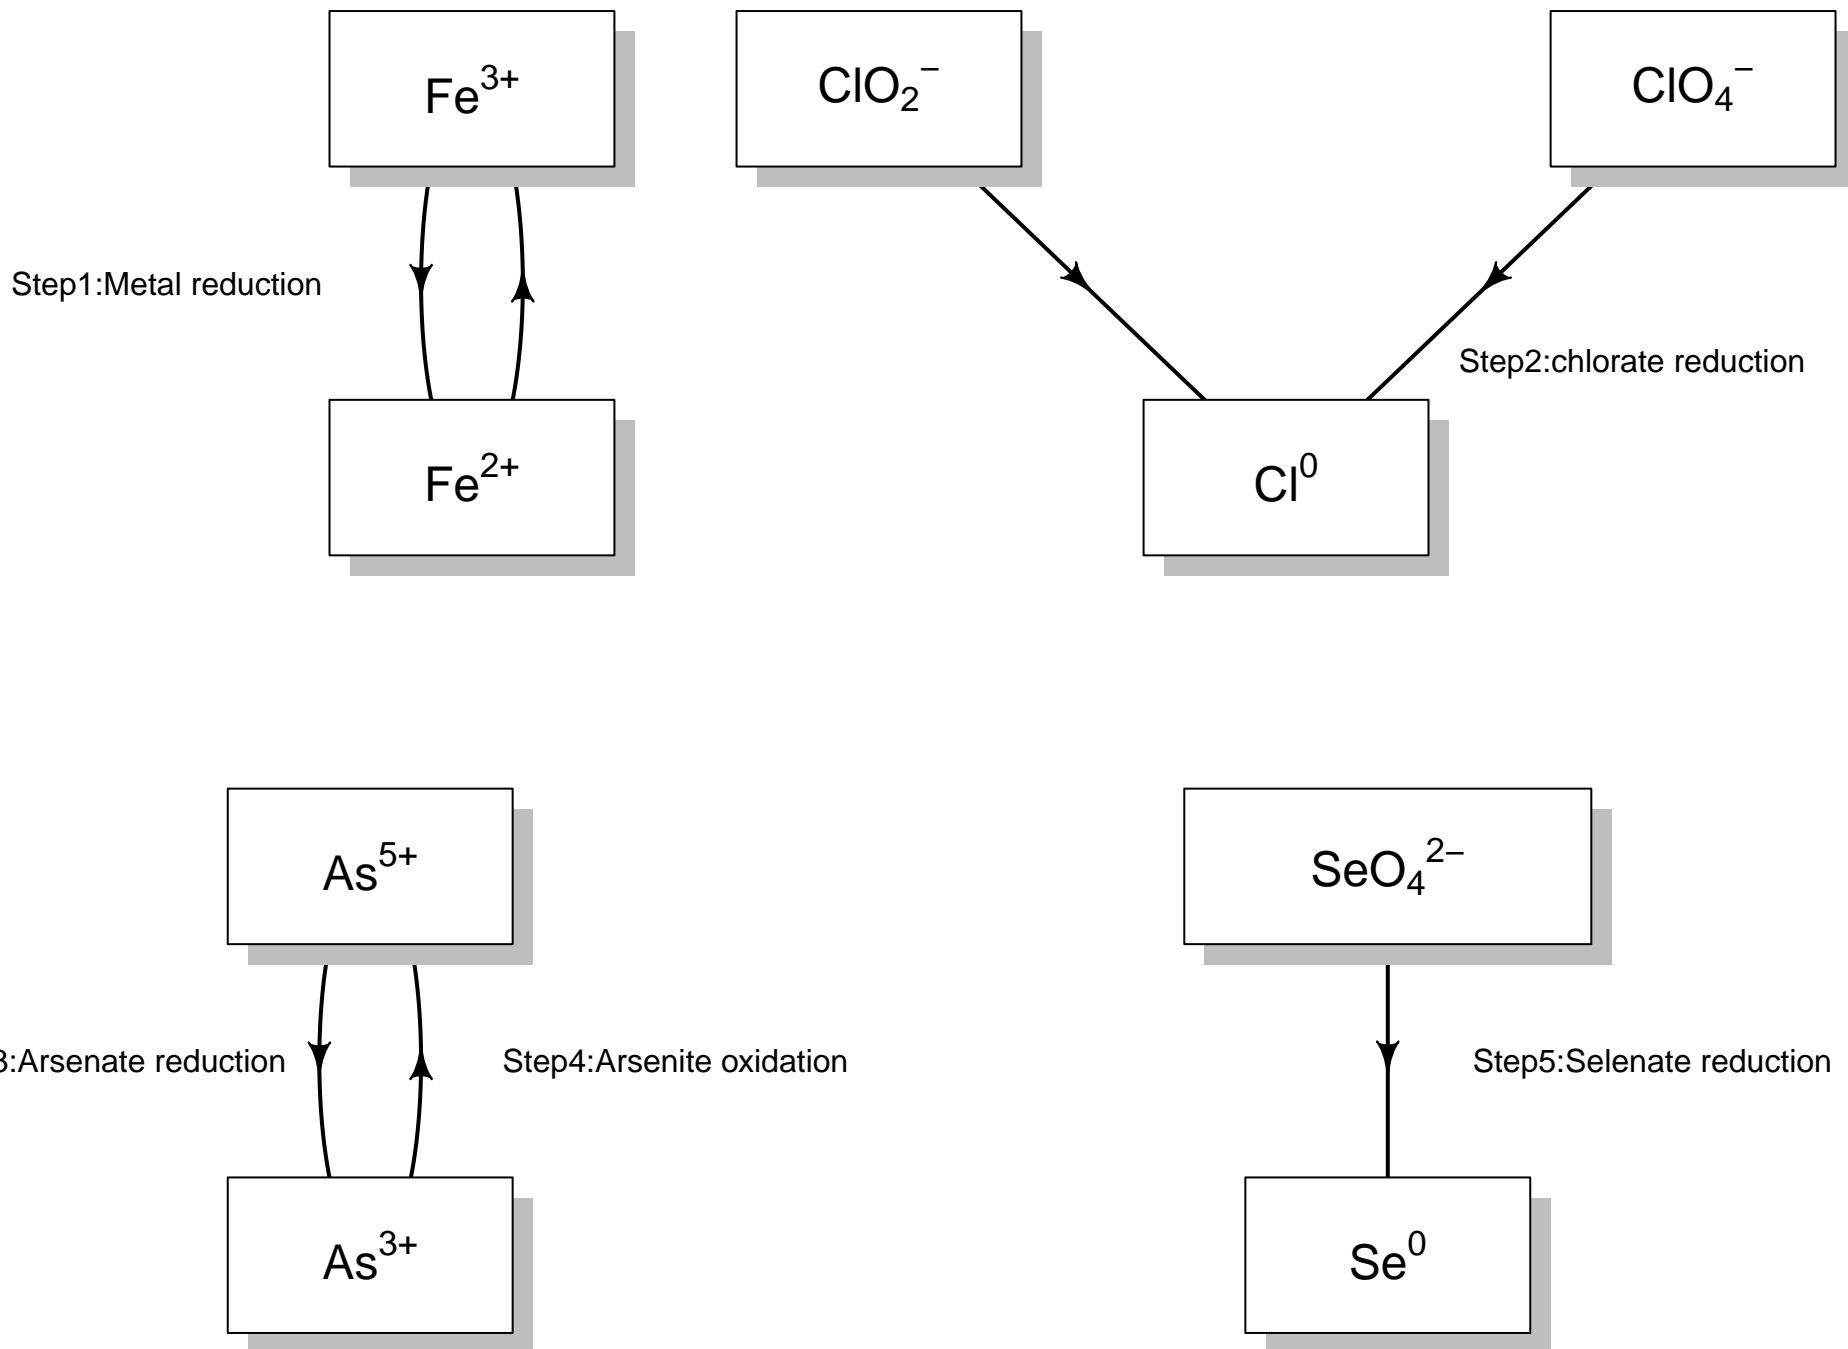 Fe³⁺
ClO₂⁻
ClO₄⁻
Step1:Metal reduction
Step2:chlorate reduction
Fe²⁺
Cl⁰
As⁵⁺
SeO₄²⁻
3:Arsenate reduction
Step4:Arsenite oxidation
Step5:Selenate reduction
As³⁺
Se⁰